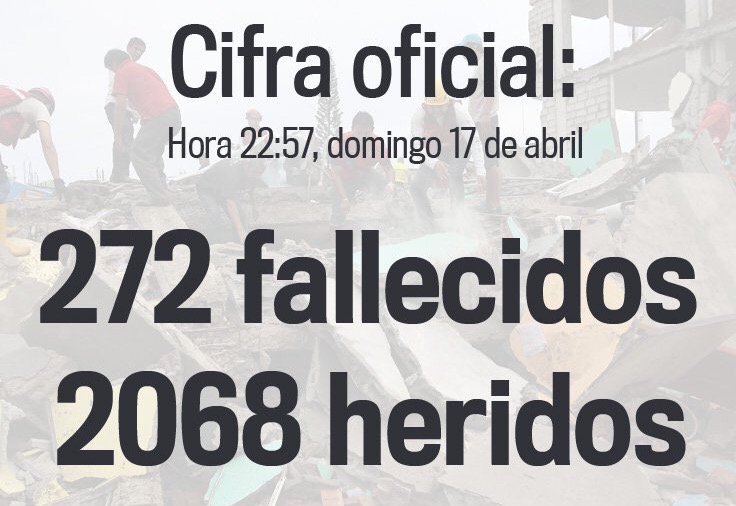 Cifra oficial:
Hora 22:57, domingo 17 de abril
272 fallecidos
2068 heridos